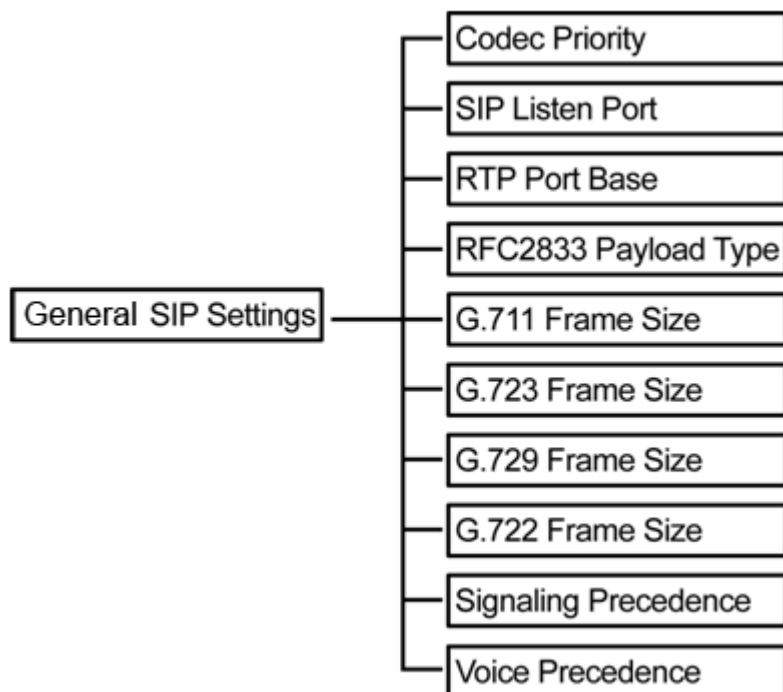 Codec Priority
SIP Listen Port
RTP Port Base
RFC2833 Payload Type
General SIP Settings
G.711 Frame Size
G.723 Frame Size
G.729 Frame Size
G.722 Frame Size
Signaling Precedence
Voice Precedence